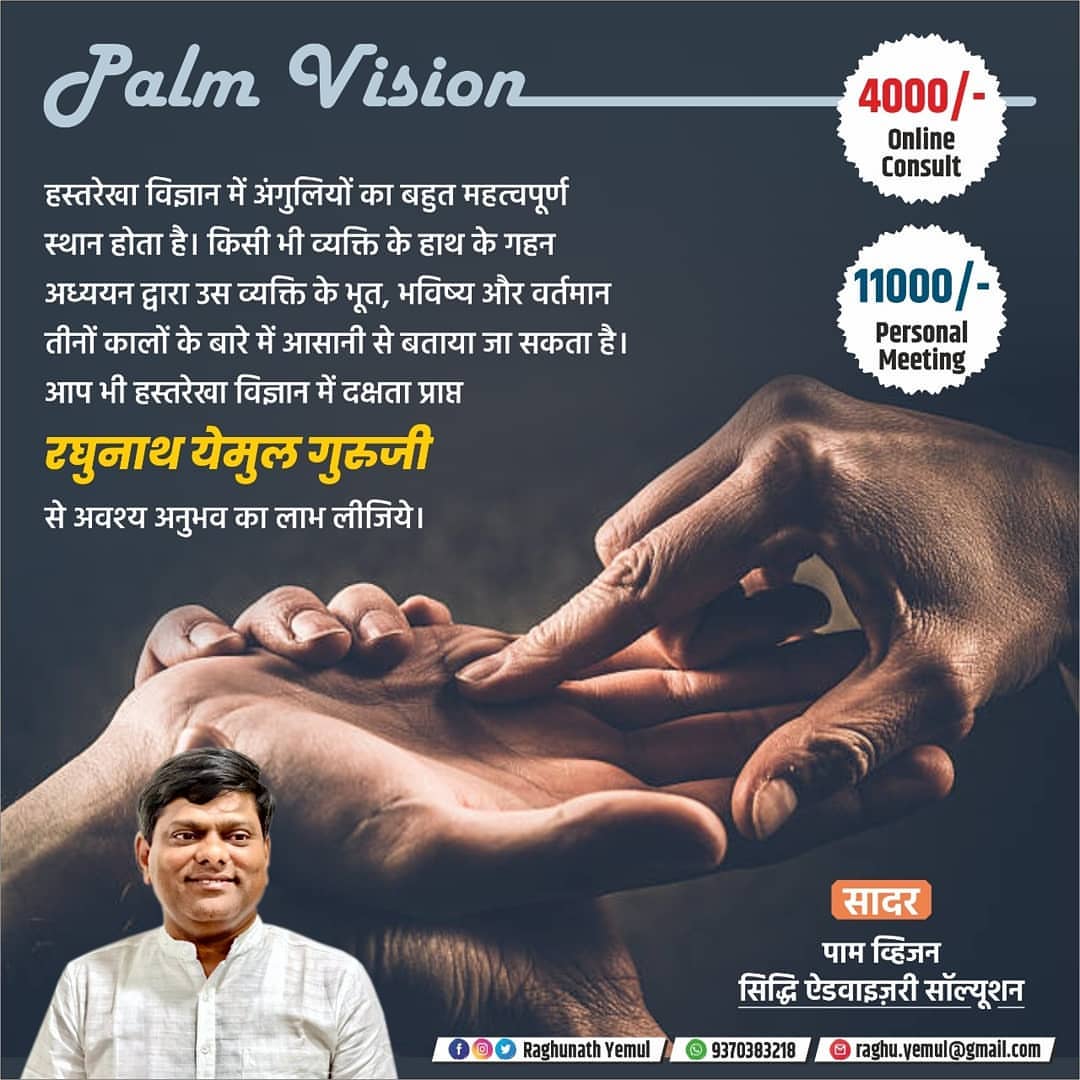 Palm Vision
4000/-
Online
Consult
11000/-
Personal
Meeting
हस्तरेखा विज्ञान में अंगुलियों का बहुत महत्वपूर्ण
स्थान होता है। किसी भी व्यक्ति के हाथ के गहन
अध्ययन द्वारा उस व्यक्ति के भूत, भविष्य और वर्तमान
तीनों कालों के बारे में आसानी से बताया जा सकता है।
आप भी हस्तरेखा विज्ञान में दक्षता प्राप्त
रघुनाथ येमुल गुरुजी
से अवश्य अनुभव का लाभ लीजिये।
सादर
पाम व्हिजन
सिद्धि ऐडवाइज़री सॉल्यूशन
Raghunath Yemul
9370383218
raghu.yemul@gmail.com